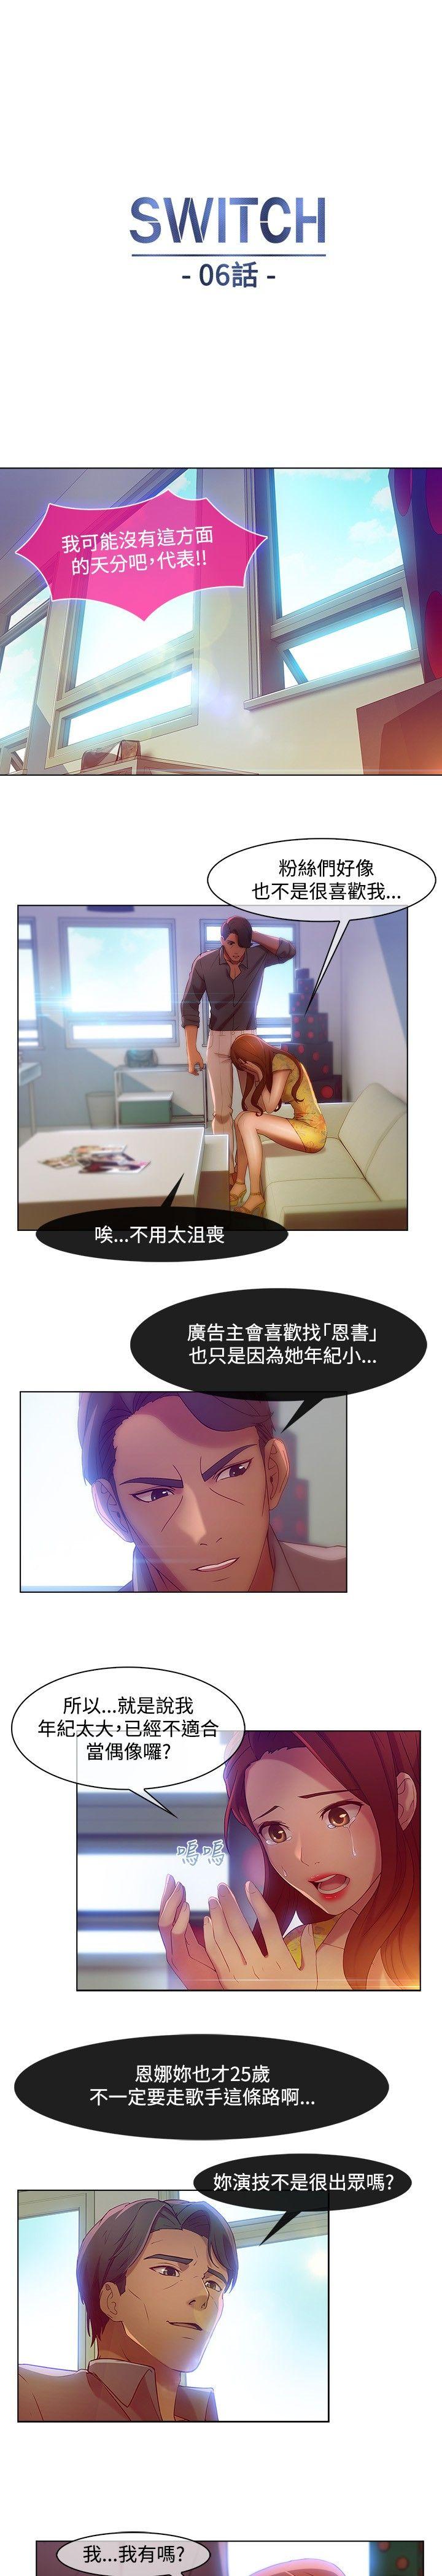 SWITCH
- 06話 -
我可能沒有這方面
的天分吧，代表!!
粉絲們好像
也不是很喜歡我...
唉...不用太沮喪
廣告主會喜歡找「恩書」
也只是因為她年紀小...
所以...就是說我
年紀太大，已經不適合
當偶像囉?
嗚嗚
恩娜妳也才25歲
不一定要走歌手這條路啊...
妳演技不是很出眾嗎?
我...我有嗎?